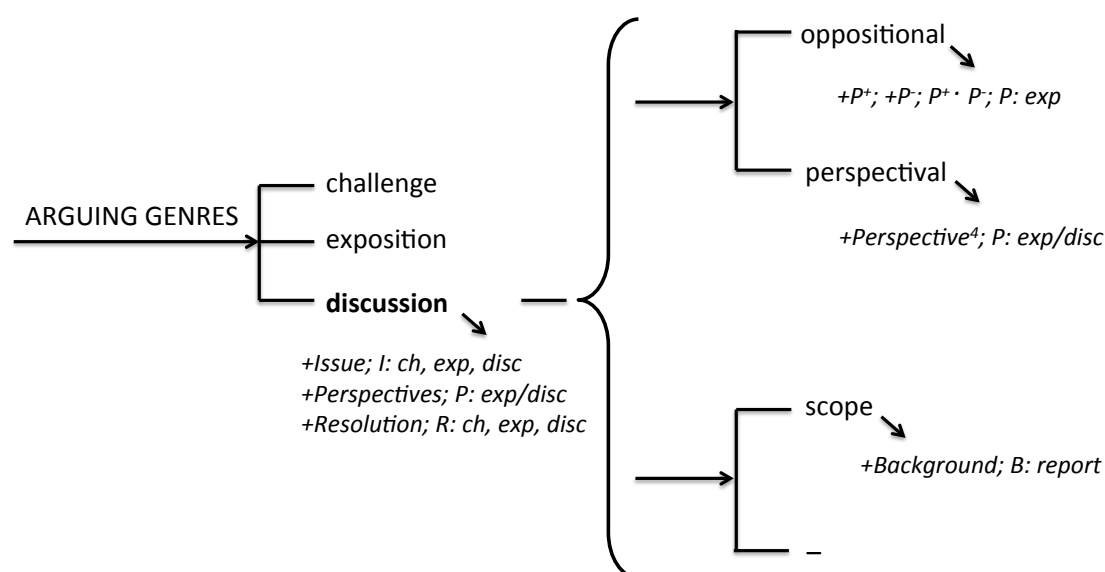 ARGUING GENRES
challenge
exposition
discussion
+Issue; I: ch, exp, disc
+Perspectives; P: exp/disc
+Resolution; R: ch, exp, disc
oppositional
+P⁺; +P⁻; P⁺ · P⁻; P: exp
perspectival
+Perspective⁴; P: exp/disc
scope
+Background; B: report
–